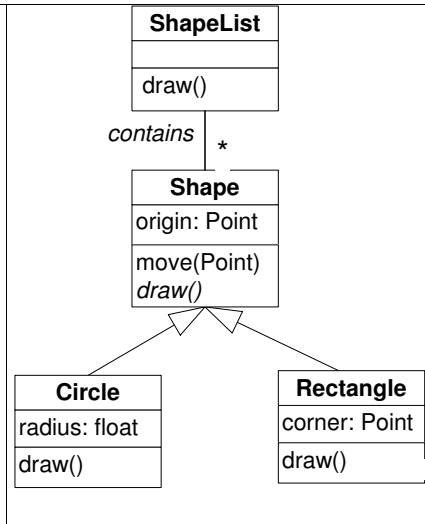 ShapeList
draw()
contains
*
Shape
origin: Point
move(Point)
draw()
Circle
radius: float
draw()
Rectangle
corner: Point
draw()